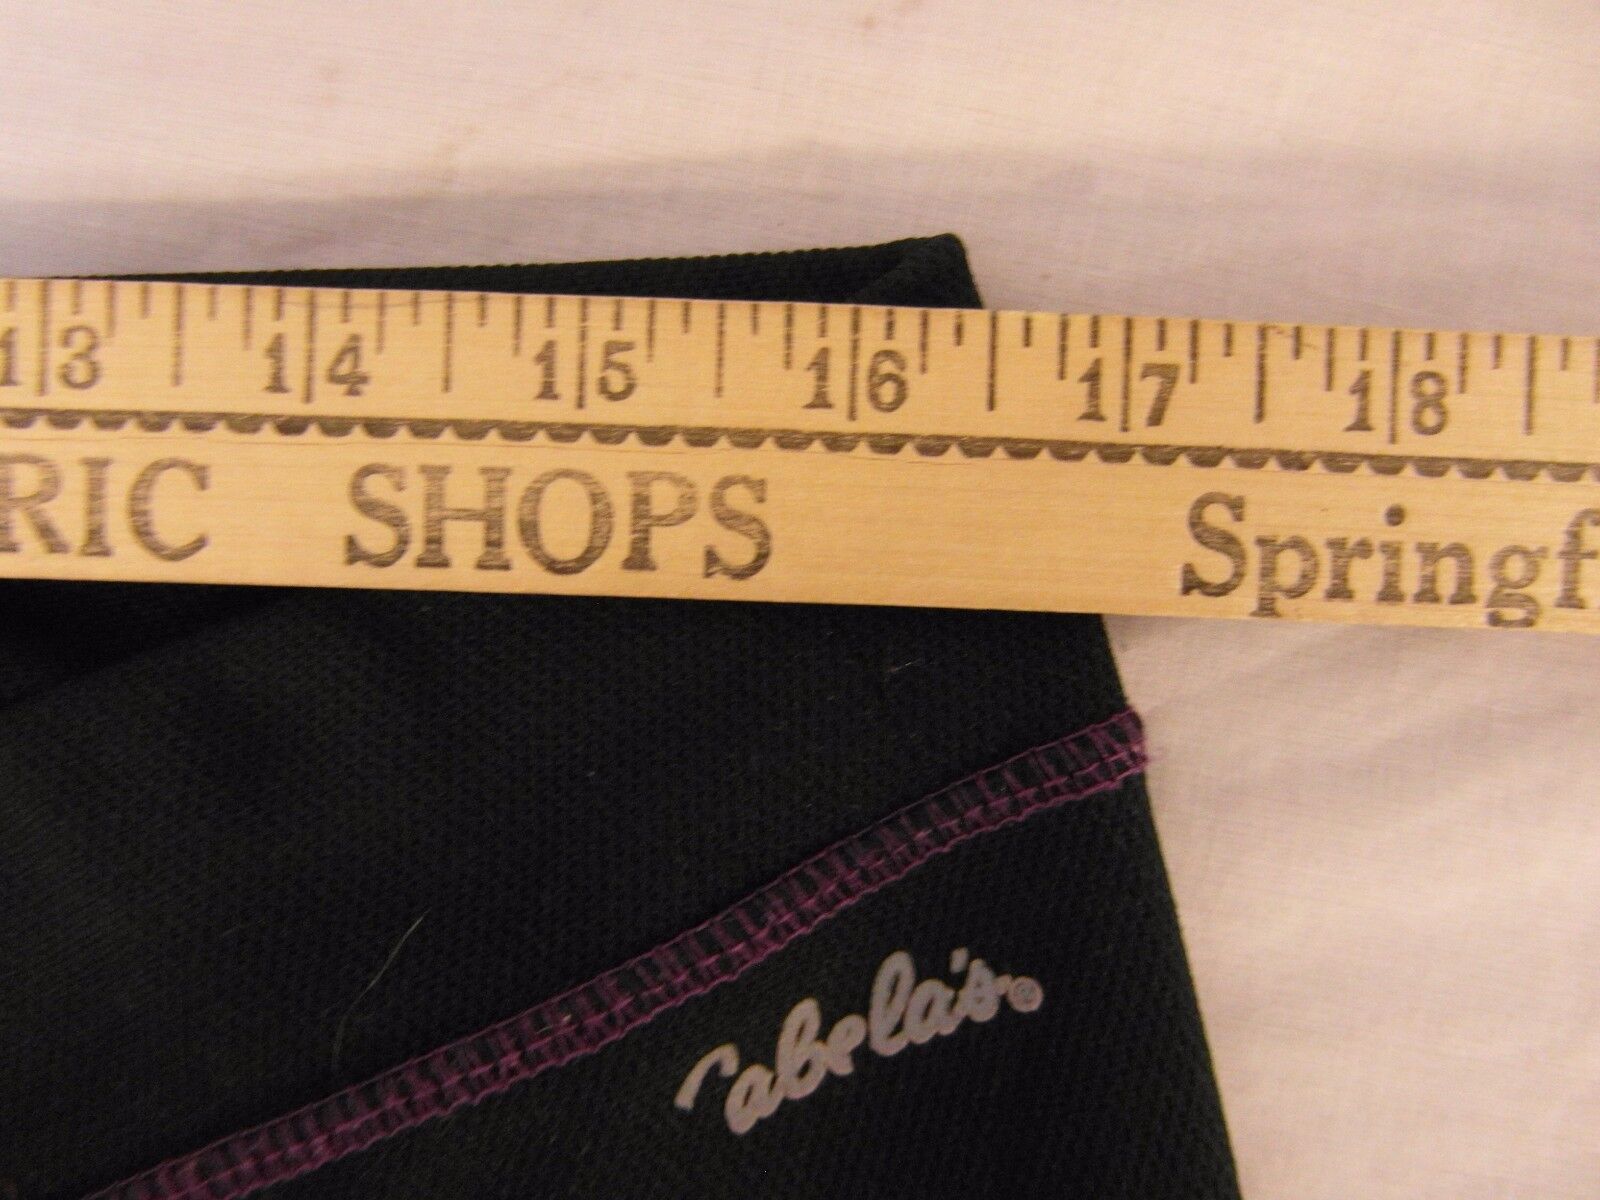 13 14 15 16 17 18
RIC SHOPS Springf
Cabela's®